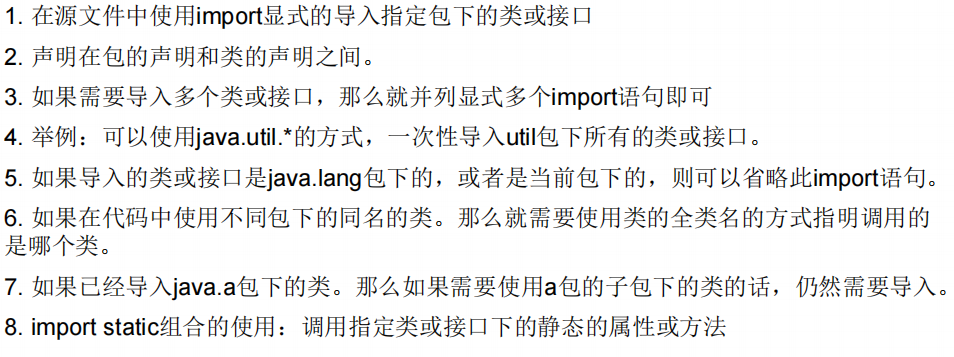 1. 在源文件中使用import显式的导入指定包下的类或接口
2. 声明在包的声明和类的声明之间。
3. 如果需要导入多个类或接口，那么就并列显式多个import语句即可
4. 举例：可以使用java.util.*的方式，一次性导入util包下所有的类或接口。
5. 如果导入的类或接口是java.lang包下的，或者是当前包下的，则可以省略此import语句。
6. 如果在代码中使用不同包下的同名的类。那么就需要使用类的全类名的方式指明调用的
是哪个类。
7. 如果已经导入java.a包下的类。那么如果需要使用a包的子包下的类的话，仍然需要导入。
8. import static组合的使用：调用指定类或接口下的静态的属性或方法